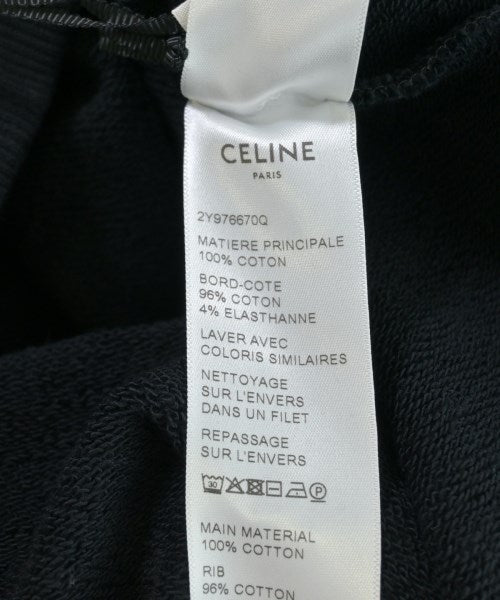 CELINE
PARIS
2Y976670Q
MATIERE PRINCIPALE
100% COTON
BORD-COTE
96% COTON
4% ELASTHANNE
LAVER AVEC
COLORIS SIMILAIRES
NETTOYAGE
SUR L'ENVERS
DANS UN FILET
REPASSAGE
SUR L'ENVERS
30 P
MAIN MATERIAL
100% COTTON
RIB
96% COTTON